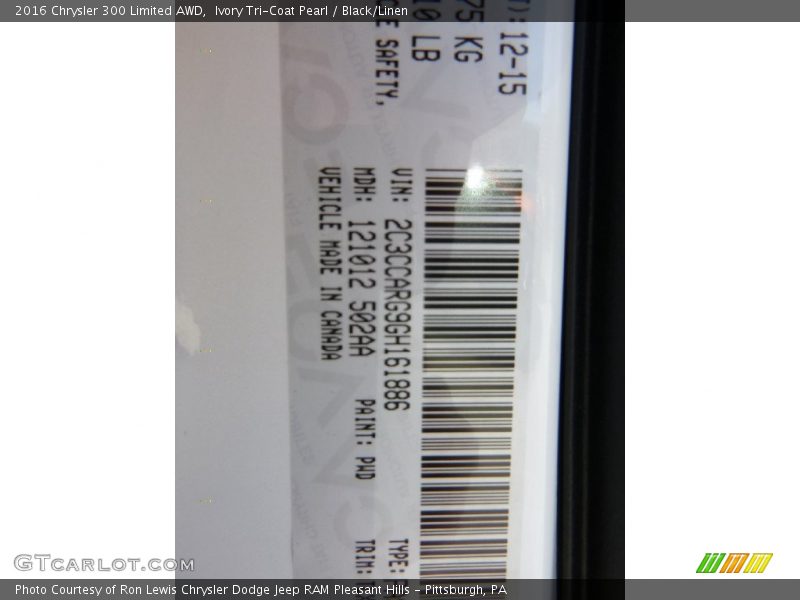 2016 Chrysler 300 Limited AWD, Ivory Tri-Coat Pearl / Black/Linen
12-15
75 KG
10 LB
SAFETY,
VIN: 2C3CCARG9GH161886 TYPE:
MDH: 121012 502AA PAINT: PWD TRIM:
VEHICLE MADE IN CANADA
GTCARLOT.COM
Photo Courtesy of Ron Lewis Chrysler Dodge Jeep RAM Pleasant Hills - Pittsburgh, PA